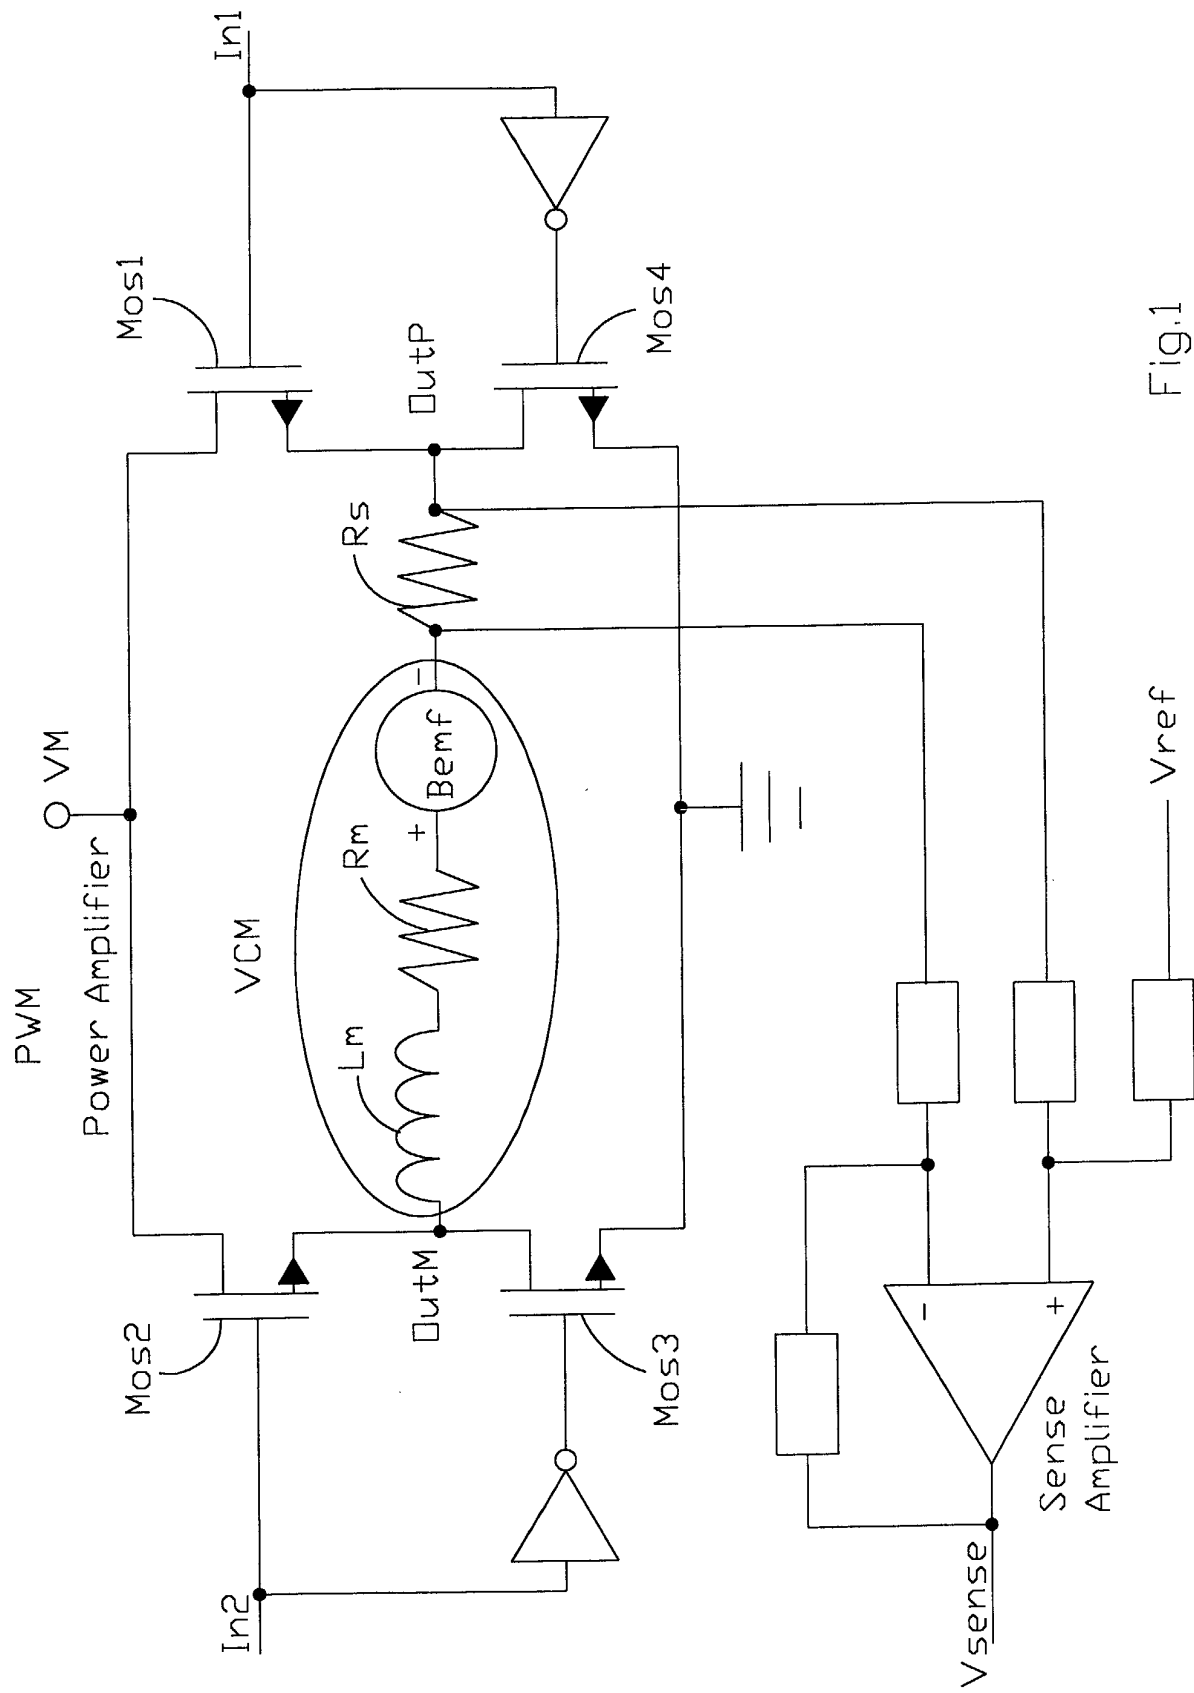 PWM
Power Amplifier
VM
In2
Mos2
Mos1
In1
VCM
Lm
Rm
Rs
OutM
+
Bemf
-
OutP
Mos3
Mos4
Vsense
Sense
Amplifier
-
+
Vref
Fig.1